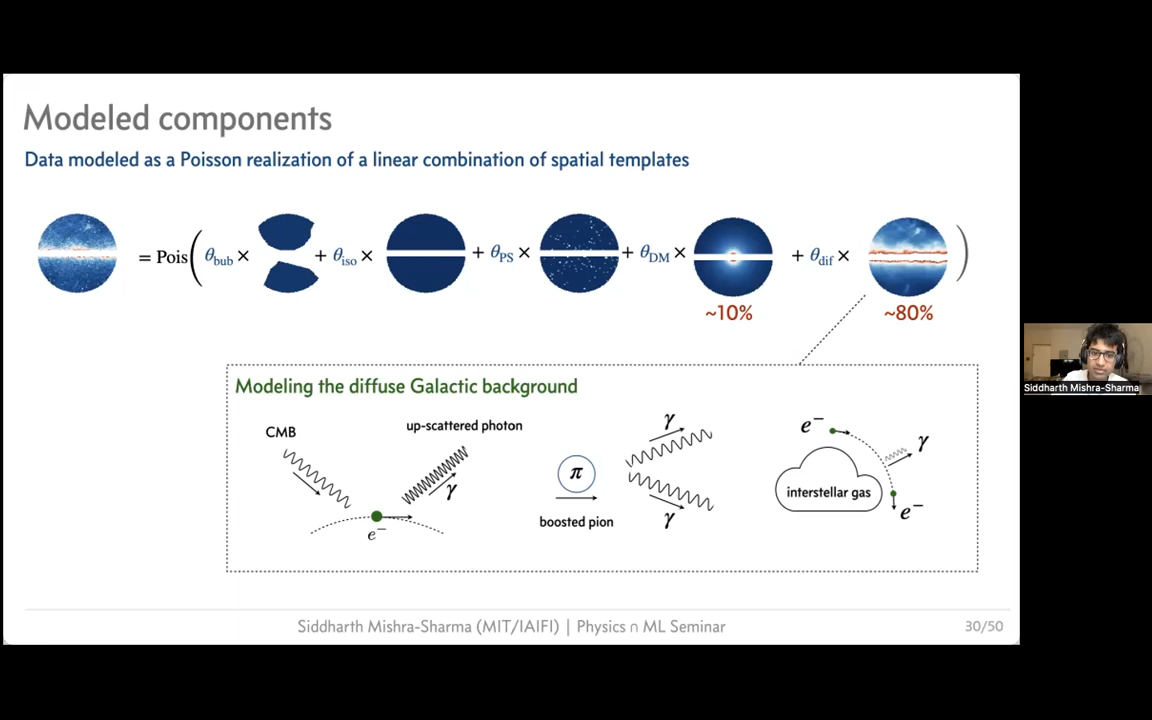 Modeled components
Data modeled as a Poisson realization of a linear combination of spatial templates
= Pois( θbub × + θiso × + θPS × + θDM × + θdif × )
~10% ~80%
Modeling the diffuse Galactic background
CMB
up-scattered photon
γ
e−
π
boosted pion
γ
γ
e−
γ
interstellar gas
e−
Siddharth Mishra-Sharma (MIT/IAIFI) | Physics ∩ ML Seminar
30/50
Siddharth Mishra-Sharma